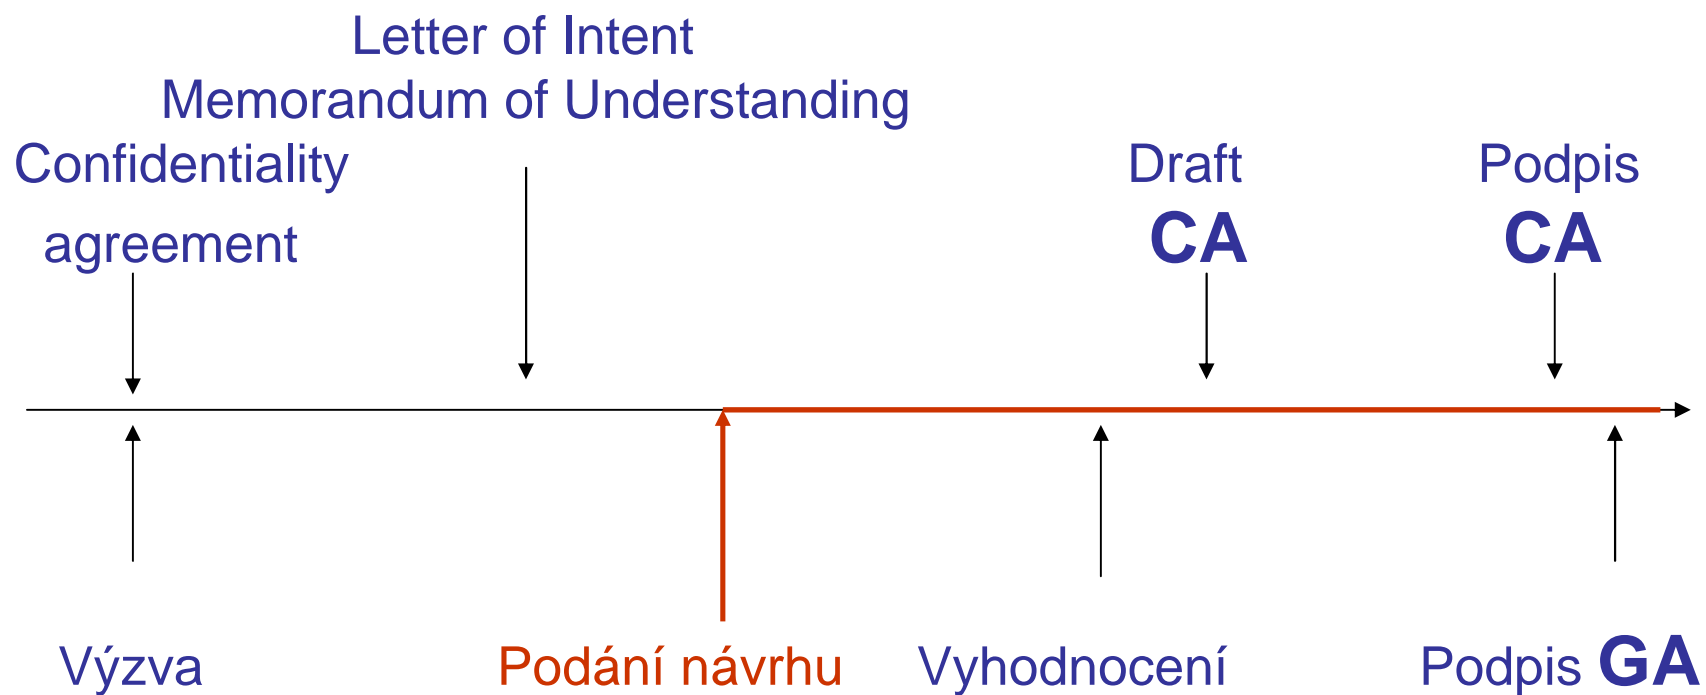 Letter of Intent
Memorandum of Understanding
Confidentiality
agreement
Draft
CA
Podpis
CA
Výzva
Podání návrhu
Vyhodnocení
Podpis GA